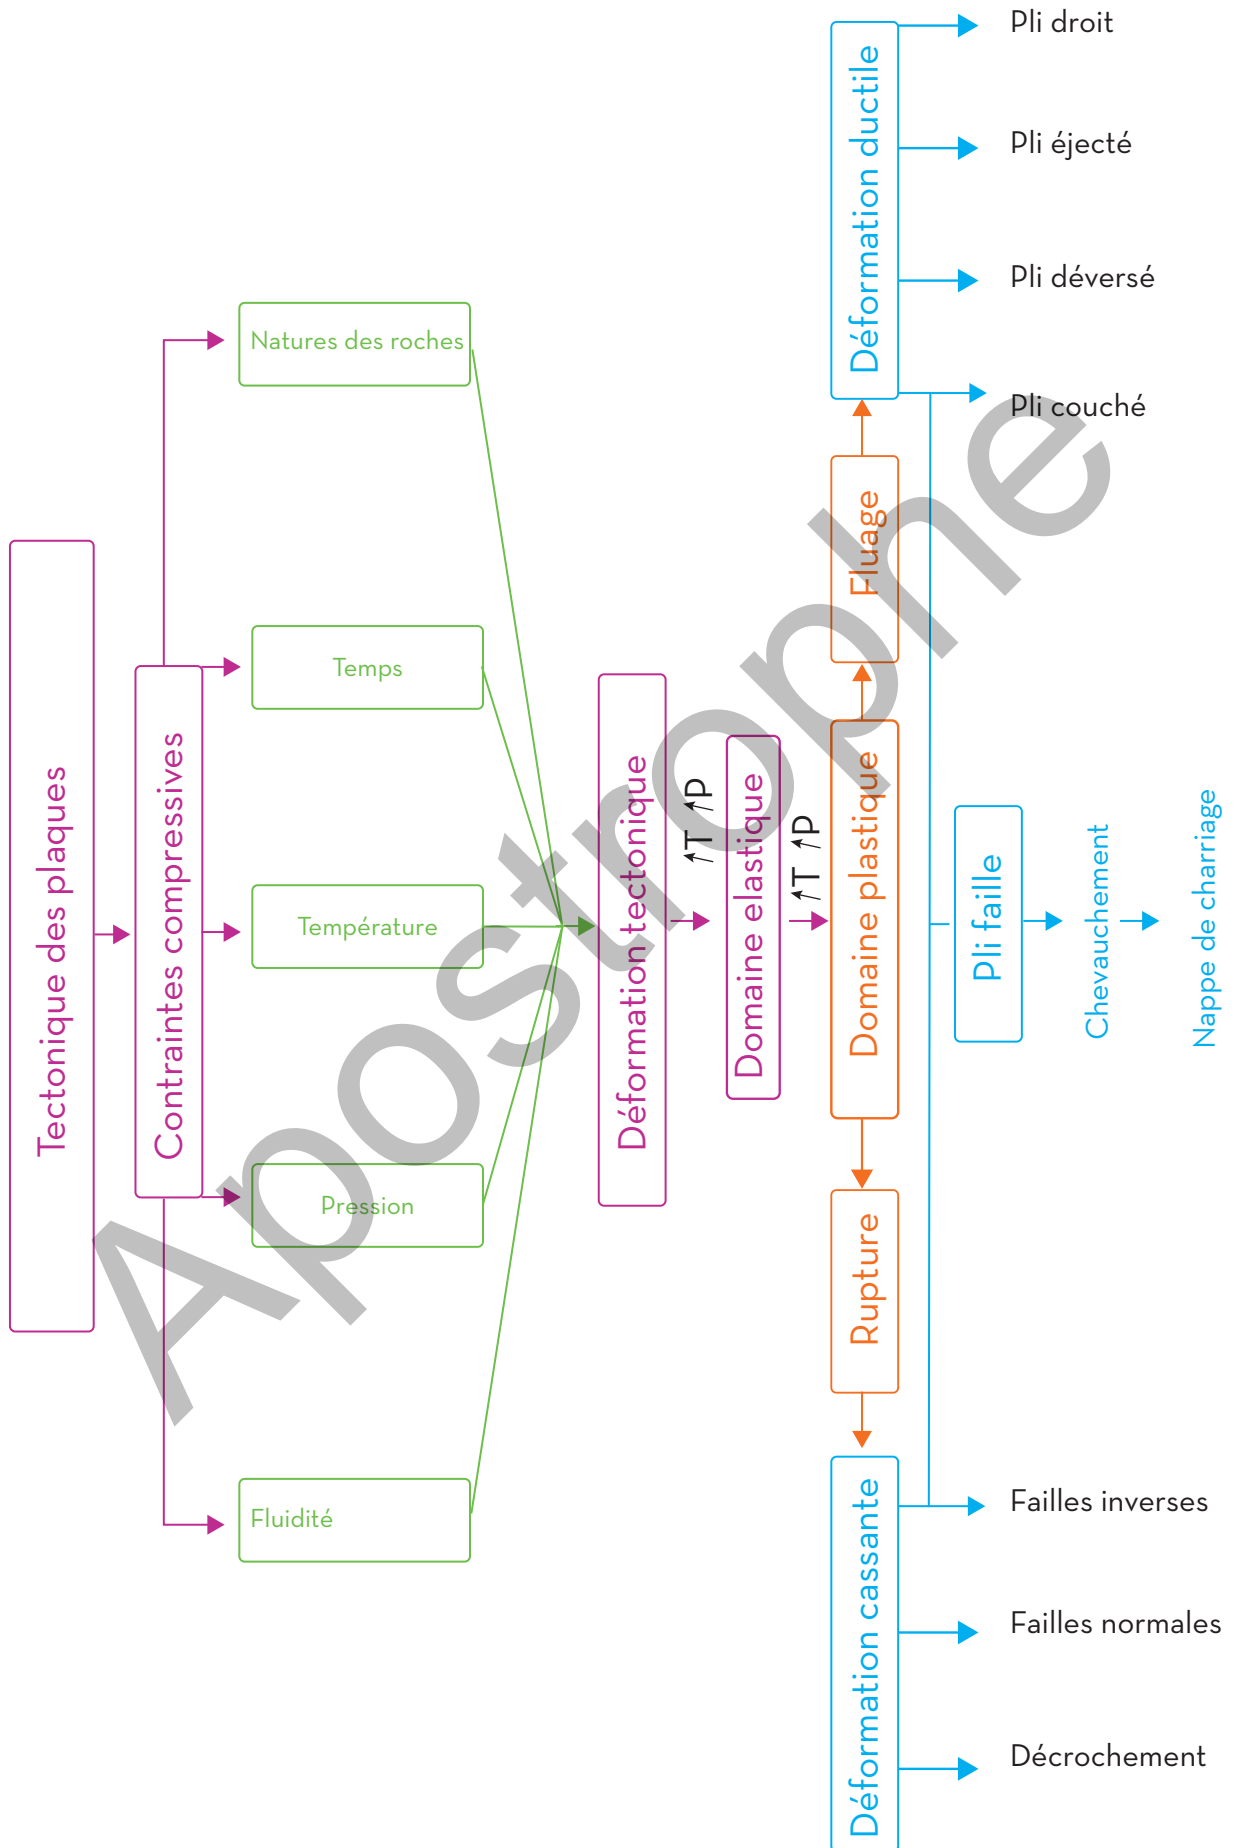 Tectonique des plaques
Contraintes compressives
Natures des roches
Temps
Température
Pression
Fluidité
Déformation tectonique
↑T ↑P
Domaine elastique
↑T ↑P
Domaine plastique
Fluage
Déformation ductile
Pli droit
Pli éjecté
Pli déversé
Pli couché
Rupture
Déformation cassante
Failles inverses
Failles normales
Décrochement
Pli faille
Chevauchement
Nappe de charriage
Apostrophe